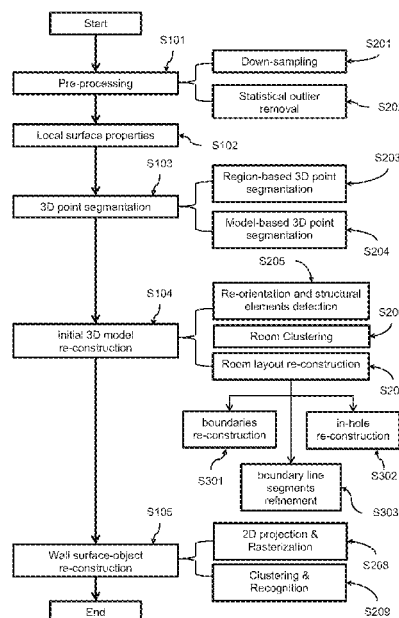 Start
S101
Pre-processing
S201
Down-sampling
Statistical outlier
removal
Local surface properties
S102
S103
3D point segmentation
S203
Region-based 3D point
segmentation
Model-based 3D point
segmentation
S204
S205
Re-orientation and structural
elements detection
S104
initial 3D model
re-construction
Room Clustering
Room layout re-construction
boundaries
re-construction
S301
in-hole
re-construction
S302
boundary line
segments
refinement
S303
S105
Wall surface-object
re-construction
2D projection &
Rasterization
S208
Clustering &
Recognition
S209
End